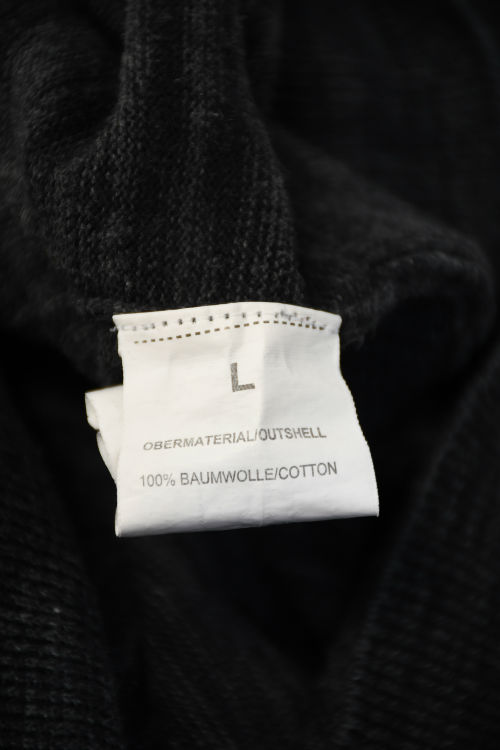 L
OBERMATERIAL/OUTSHELL
100% BAUMWOLLE/COTTON